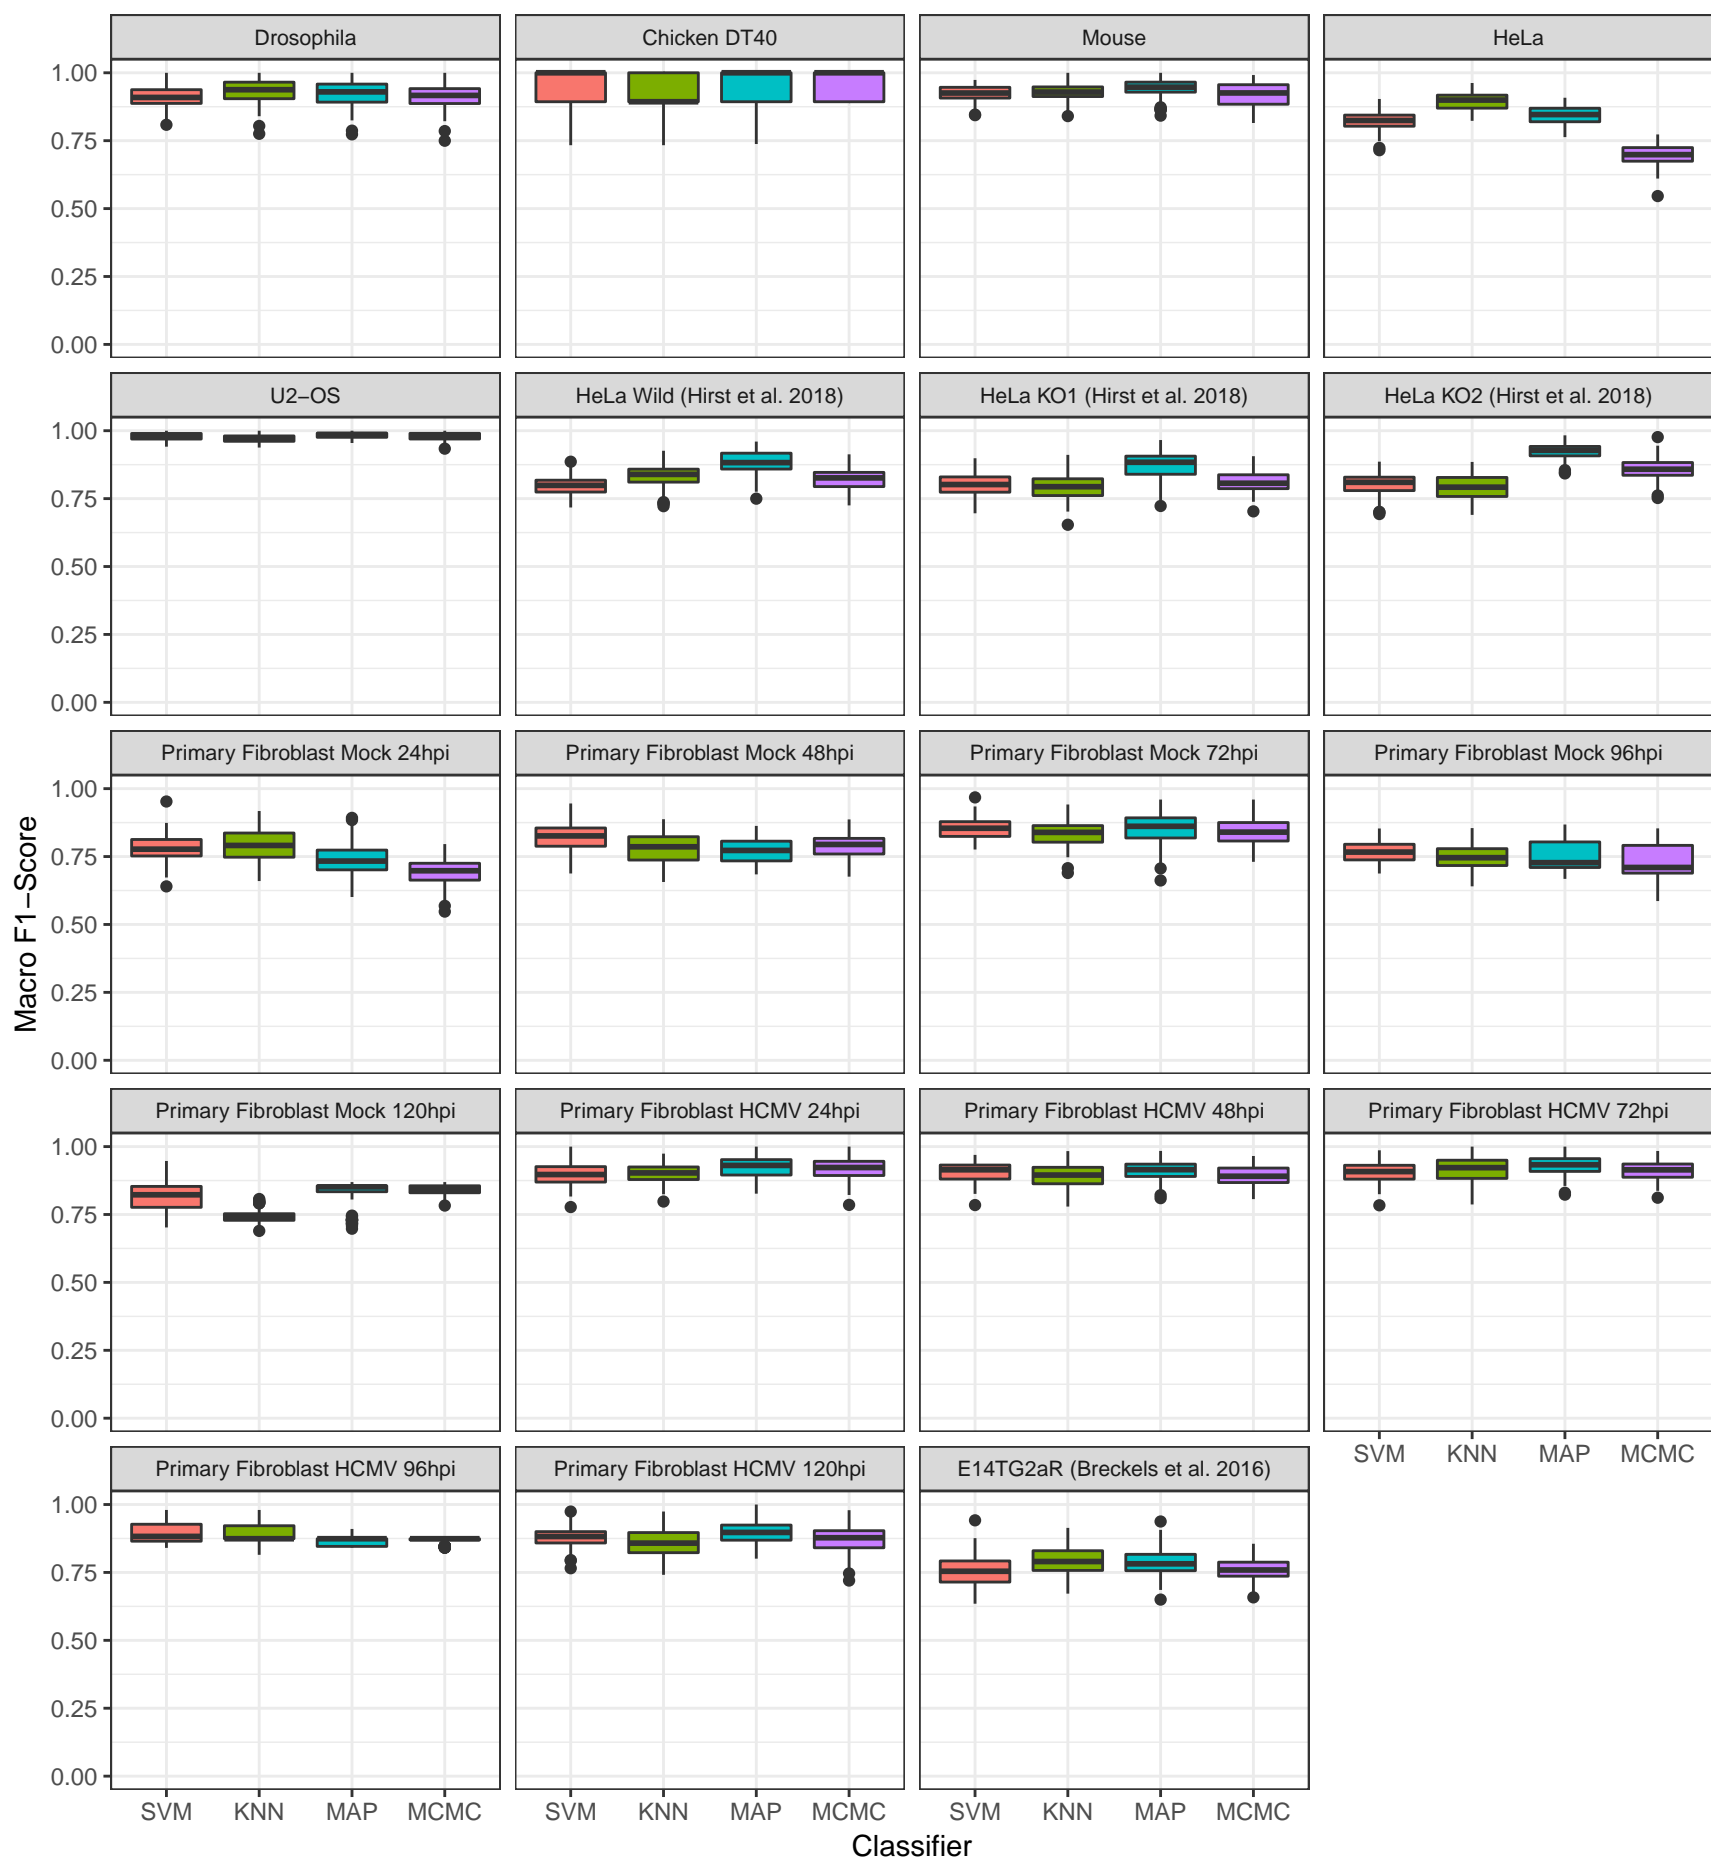 Drosophila Chicken DT40 Mouse HeLa
1.00
0.75
0.50
0.25
0.00
U2−OS HeLa Wild (Hirst et al. 2018) HeLa KO1 (Hirst et al. 2018) HeLa KO2 (Hirst et al. 2018)
1.00
0.75
0.50
0.25
0.00
Primary Fibroblast Mock 24hpi Primary Fibroblast Mock 48hpi Primary Fibroblast Mock 72hpi Primary Fibroblast Mock 96hpi
1.00
0.75
0.50
0.25
0.00
Macro F1−Score
Primary Fibroblast Mock 120hpi Primary Fibroblast HCMV 24hpi Primary Fibroblast HCMV 48hpi Primary Fibroblast HCMV 72hpi
1.00
0.75
0.50
0.25
0.00
SVM KNN MAP MCMC
Primary Fibroblast HCMV 96hpi Primary Fibroblast HCMV 120hpi E14TG2aR (Breckels et al. 2016)
1.00
0.75
0.50
0.25
0.00
SVM KNN MAP MCMC SVM KNN MAP MCMC SVM KNN MAP MCMC
Classifier